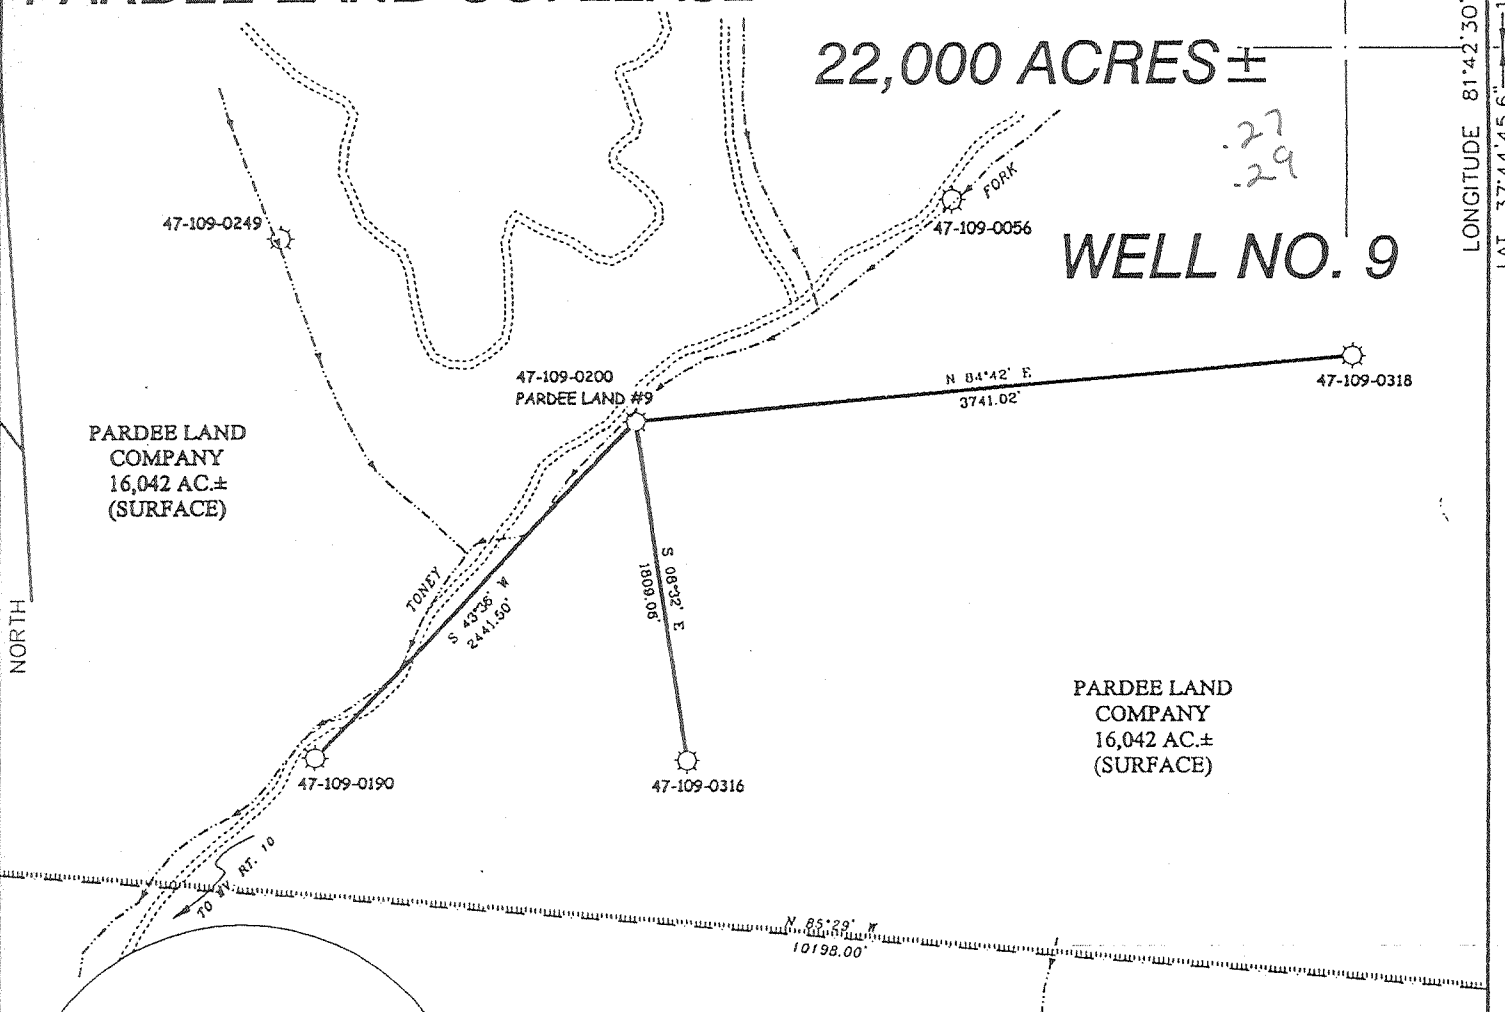 22,000 ACRES ±
.27
.29
LONGITUDE 81°42'30"
WELL NO. 9
47-109-0249
FORK
47-109-0056
47-109-0200
PARDEE LAND #9
N 84°42' E
3741.02'
47-109-0318
PARDEE LAND
COMPANY
16,042 AC.±
(SURFACE)
NORTH
TONEY
S 43°36' W
2441.50'
S 08°32' E
1809.06'
PARDEE LAND
COMPANY
16,042 AC.±
(SURFACE)
47-109-0190
47-109-0316
TO WV RT. 10
N 85°29' W
10198.00'